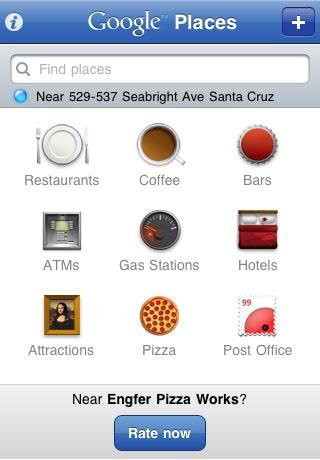 Google™ Places
Find places
Near 529-537 Seabright Ave Santa Cruz
Restaurants Coffee Bars
ATMs Gas Stations Hotels
99
Attractions Pizza Post Office
Near Engfer Pizza Works?
Rate now